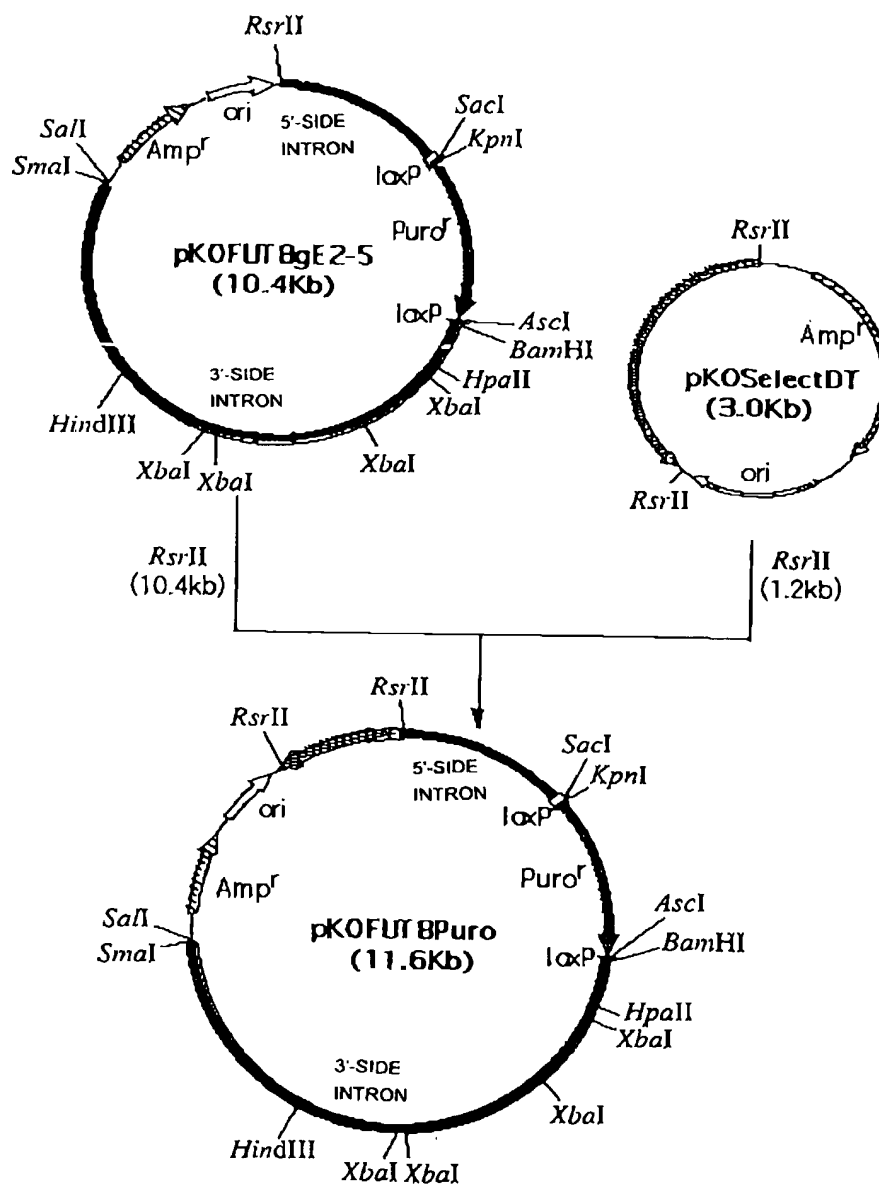 RsrII
SacI
KpnI
SalI
SmaI
Ampʳ
ori
5'-SIDE
INTRON
loxP
Puroʳ
pKOFUT8gE2-5
(10.4Kb)
loxP
AscI
BamHI
HpaII
XbaI
3'-SIDE
INTRON
HindIII
XbaI
XbaI
XbaI
RsrII
Ampʳ
pKOSelectDT
(3.0Kb)
RsrII
ori
RsrII
(10.4kb)
RsrII
(1.2kb)
RsrII
RsrII
SacI
KpnI
5'-SIDE
INTRON
ori
loxP
Ampʳ
Puroʳ
SalI
SmaI
AscI
BamHI
pKOFUT8Puro
(11.6Kb)
loxP
HpaII
XbaI
3'-SIDE
INTRON
XbaI
HindIII
XbaI XbaI